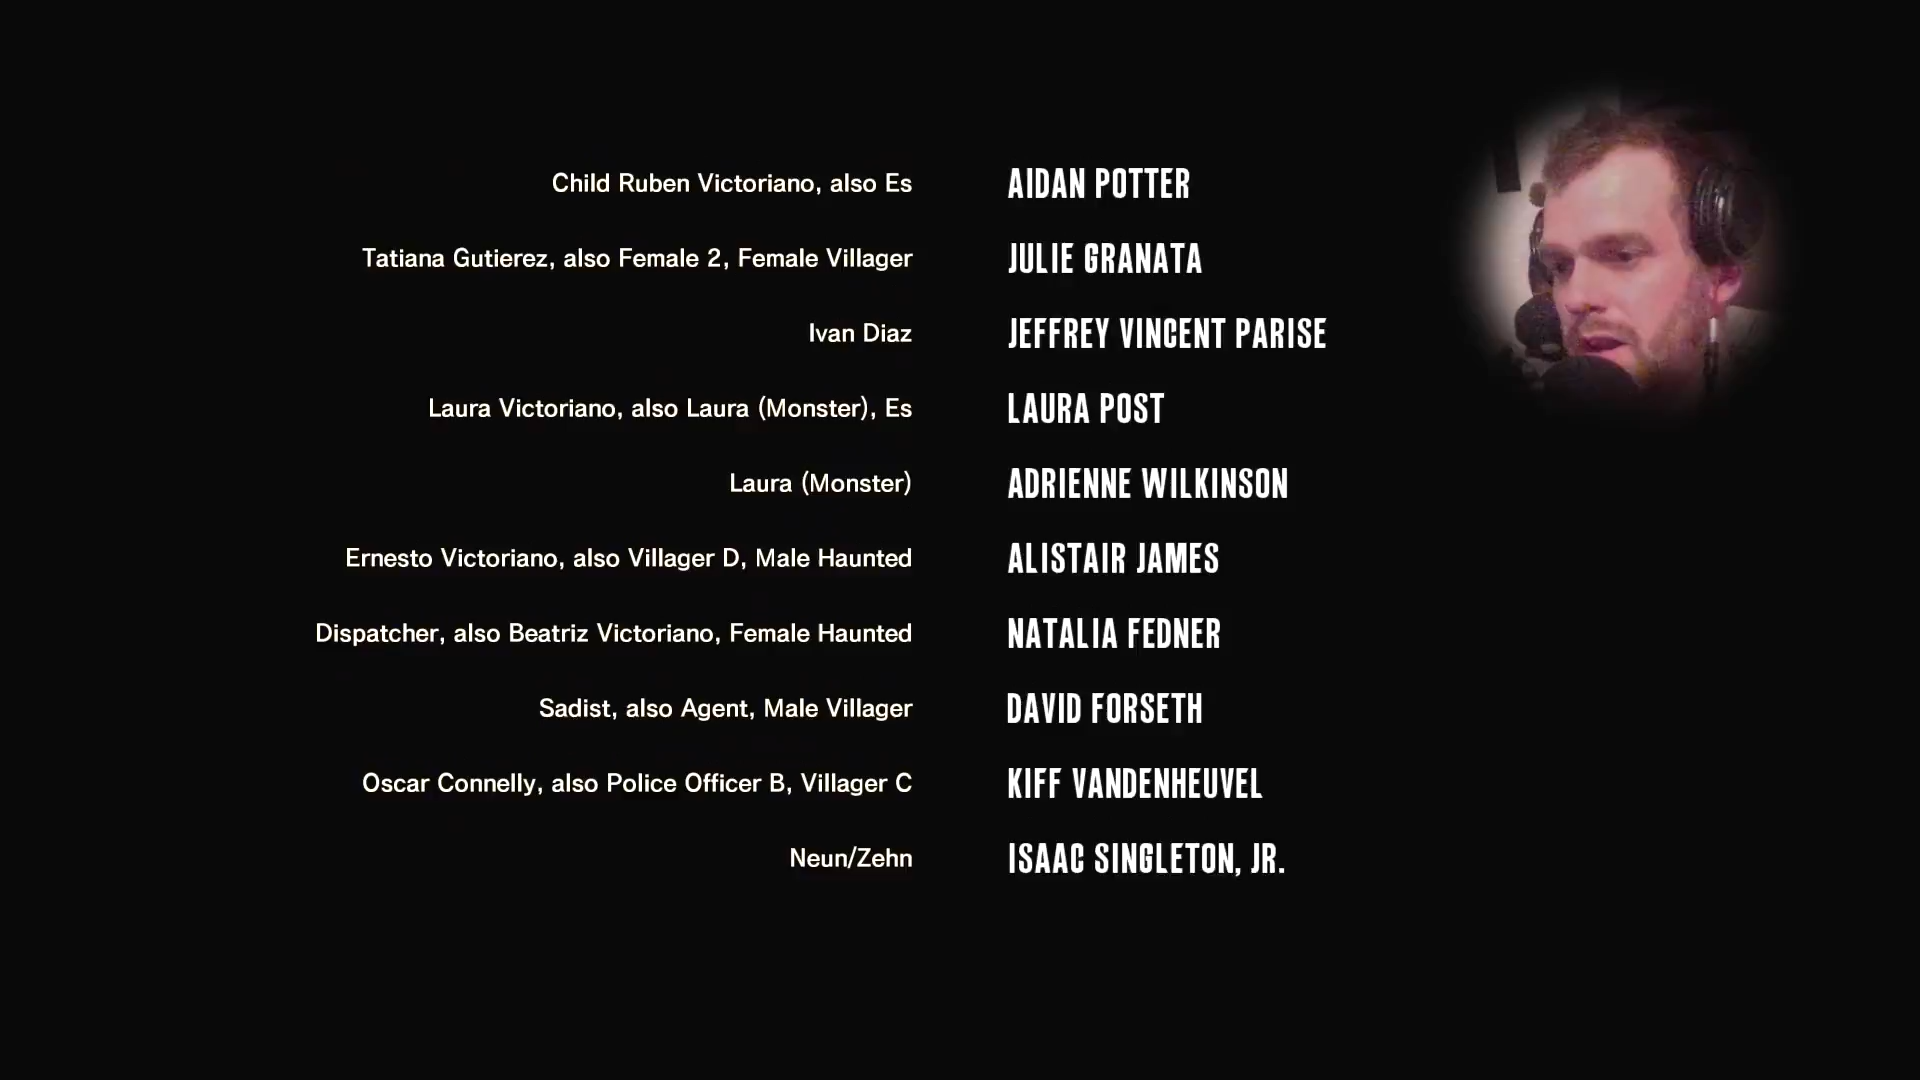 Child Ruben Victoriano, also Es AIDAN POTTER
Tatiana Gutierez, also Female 2, Female Villager JULIE GRANATA
Ivan Diaz JEFFREY VINCENT PARISE
Laura Victoriano, also Laura (Monster), Es LAURA POST
Laura (Monster) ADRIENNE WILKINSON
Ernesto Victoriano, also Villager D, Male Haunted ALISTAIR JAMES
Dispatcher, also Beatriz Victoriano, Female Haunted NATALIA FEDNER
Sadist, also Agent, Male Villager DAVID FORSETH
Oscar Connelly, also Police Officer B, Villager C KIFF VANDENHEUVEL
Neun/Zehn ISAAC SINGLETON, JR.